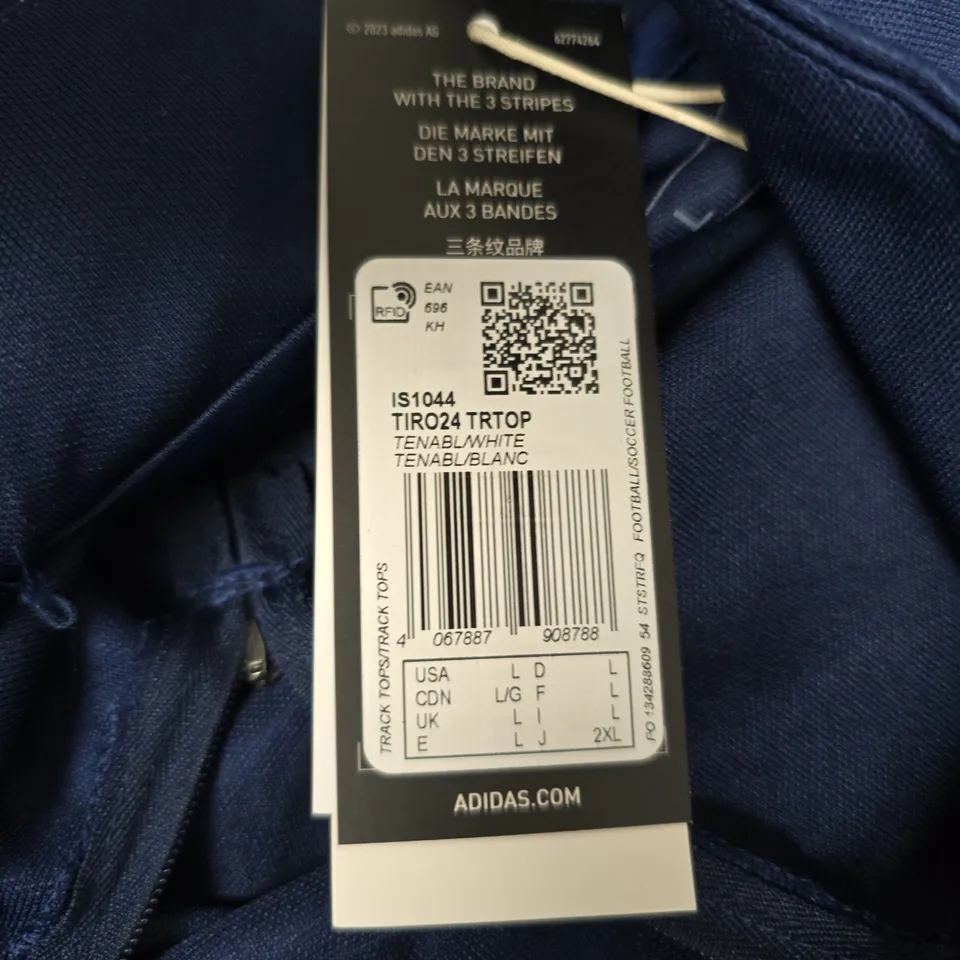 © 2023 adidas AG
62774264
THE BRAND
WITH THE 3 STRIPES
DIE MARKE MIT
DEN 3 STREIFEN
LA MARQUE
AUX 3 BANDES
三条纹品牌
RFID
EAN
696
KH
IS1044
TIRO24 TRTOP
TENABL/WHITE
TENABL/BLANC
4 067887 908788
TRACK TOPS/TRACK TOPS
PO 134288609 54 STSTRFQ FOOTBALL/SOCCER FOOTBALL
USA L D L
CDN L/G F L
UK L I L
E L J 2XL
ADIDAS.COM
L